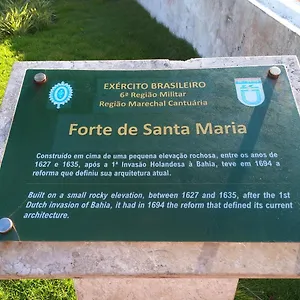 EXÉRCITO BRASILEIRO
6ª Região Militar
Região Marechal Cantuária
Forte de Santa Maria
Construído em cima de uma pequena elevação rochosa, entre os anos de
1627 e 1635, após a 1ª Invasão Holandesa à Bahia, teve em 1694 a
reforma que definiu sua arquitetura atual.
Built on a small rocky elevation, between 1627 and 1635, after the 1st
Dutch invasion of Bahia, it had in 1694 the reform that defined its current
architecture.